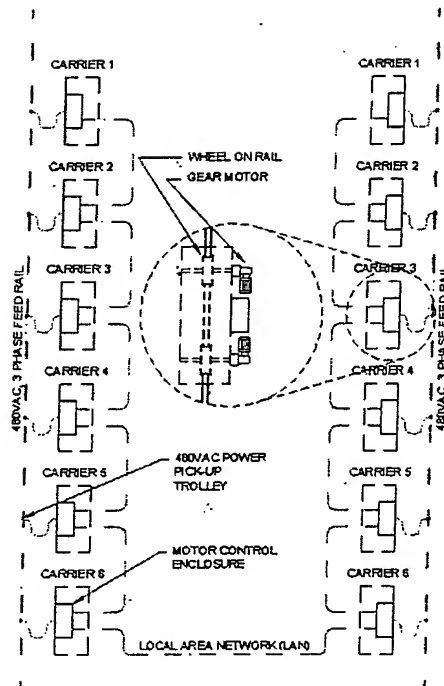 CARRIER 1
CARRIER 1
WHEEL ON RAIL
GEAR MOTOR
CARRIER 2
CARRIER 2
CARRIER 3
CARRIER 3
480VAC, 3 PHASE FEED RAIL
480VAC, 3 PHASE FEED RAIL
CARRIER 4
CARRIER 4
480VAC POWER
PICK-UP
TROLLEY
CARRIER 5
CARRIER 5
MOTOR CONTROL
ENCLOSURE
CARRIER 6
CARRIER 6
LOCAL AREA NETWORK (LAN)